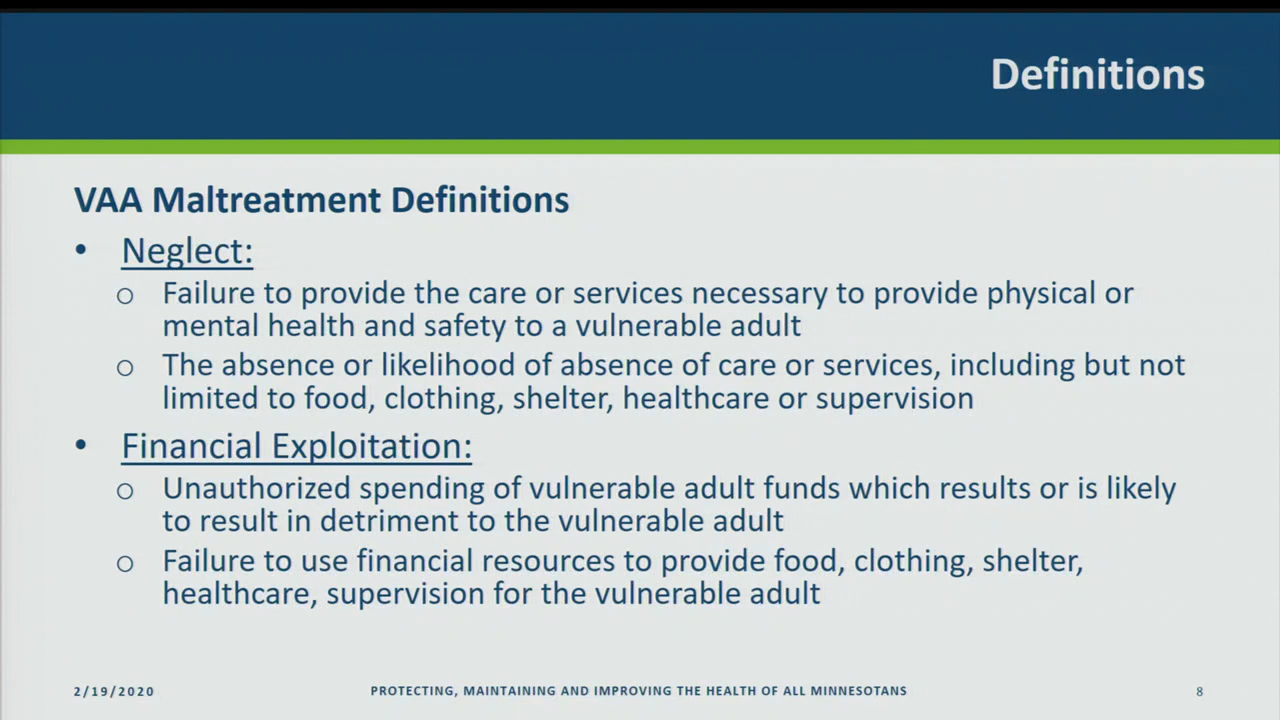 Definitions
VAA Maltreatment Definitions
• Neglect:
o Failure to provide the care or services necessary to provide physical or
mental health and safety to a vulnerable adult
o The absence or likelihood of absence of care or services, including but not
limited to food, clothing, shelter, healthcare or supervision
• Financial Exploitation:
o Unauthorized spending of vulnerable adult funds which results or is likely
to result in detriment to the vulnerable adult
o Failure to use financial resources to provide food, clothing, shelter,
healthcare, supervision for the vulnerable adult
2/19/2020
PROTECTING, MAINTAINING AND IMPROVING THE HEALTH OF ALL MINNESOTANS
8